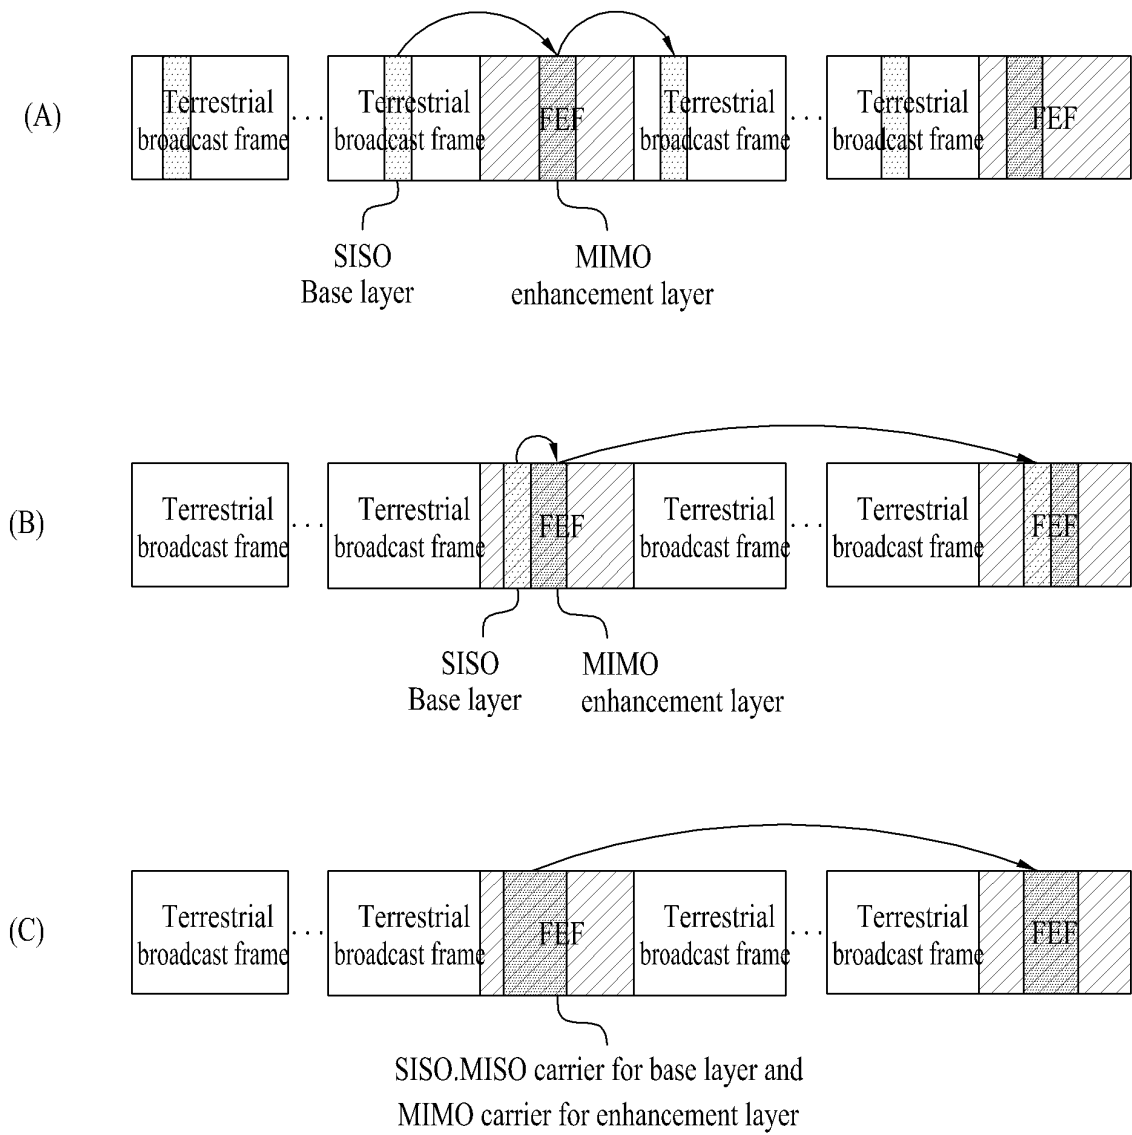 (A)
Terrestrial
broadcast frame
. . .
Terrestrial
broadcast frame
FEF
Terrestrial
broadcast frame
. . .
Terrestrial
broadcast frame
FEF
SISO
Base layer
MIMO
enhancement layer
(B)
Terrestrial
broadcast frame
. . .
Terrestrial
broadcast frame
FEF
Terrestrial
broadcast frame
. . .
Terrestrial
broadcast frame
FEF
SISO
Base layer
MIMO
enhancement layer
(C)
Terrestrial
broadcast frame
. . .
Terrestrial
broadcast frame
FEF
Terrestrial
broadcast frame
. . .
Terrestrial
broadcast frame
FEF
SISO.MISO carrier for base layer and
MIMO carrier for enhancement layer